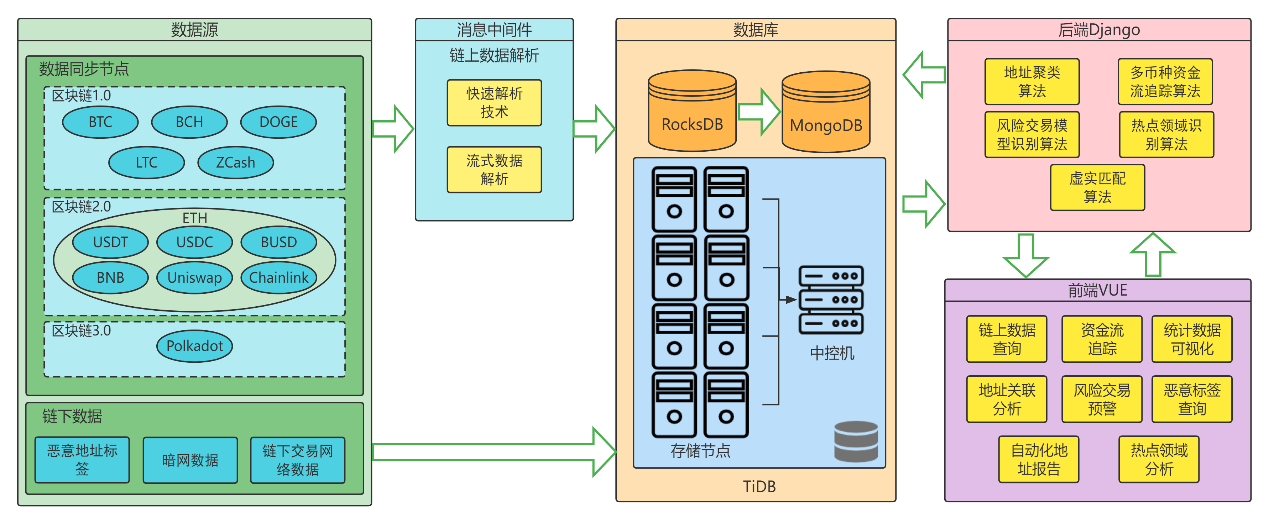 数据源
数据同步节点
区块链1.0
BTC
BCH
DOGE
LTC
ZCash
区块链2.0
ETH
USDT
USDC
BUSD
BNB
Uniswap
Chainlink
区块链3.0
Polkadot
链下数据
恶意地址标
签
暗网数据
链下交易网
络数据
消息中间件
链上数据解析
快速解析
技术
流式数据
解析
数据库
RocksDB
MongoDB
中控机
存储节点
TiDB
后端Django
地址聚类
算法
多币种资金
流追踪算法
风险交易模
型识别算法
热点领域识
别算法
虚实匹配
算法
前端VUE
链上数据
查询
资金流
追踪
统计数据
可视化
地址关联
分析
风险交易
预警
恶意标签
查询
自动化地
址报告
热点领域
分析